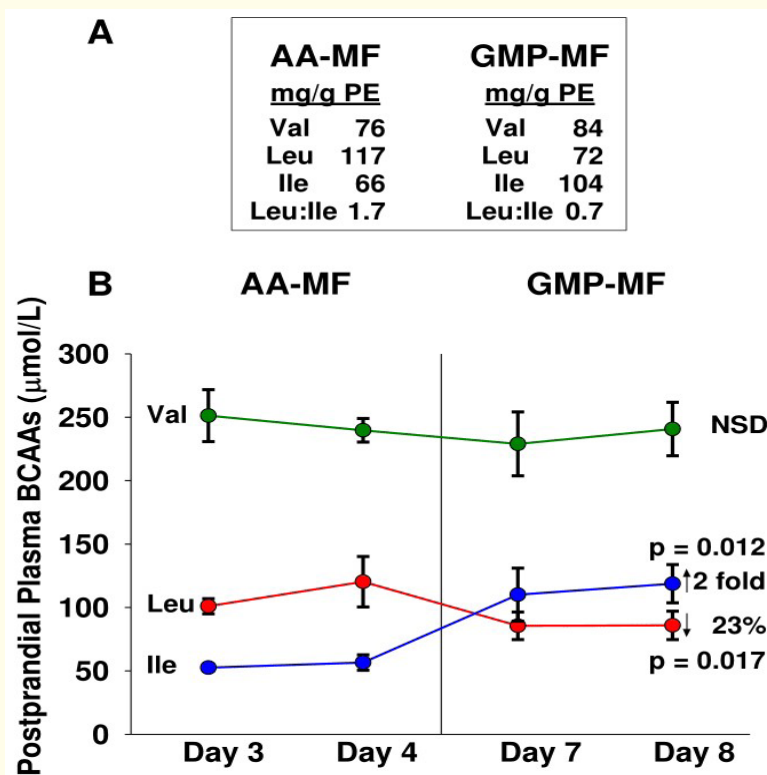 A
AA-MF GMP-MF
mg/g PE mg/g PE
Val 76 Val 84
Leu 117 Leu 72
Ile 66 Ile 104
Leu:Ile 1.7 Leu:Ile 0.7
B AA-MF GMP-MF
Postprandial Plasma BCAAs (μmol/L)
300
250
200
150
100
50
0
Val
NSD
p = 0.012
2 fold
Leu
23%
Ile
p = 0.017
Day 3 Day 4 Day 7 Day 8